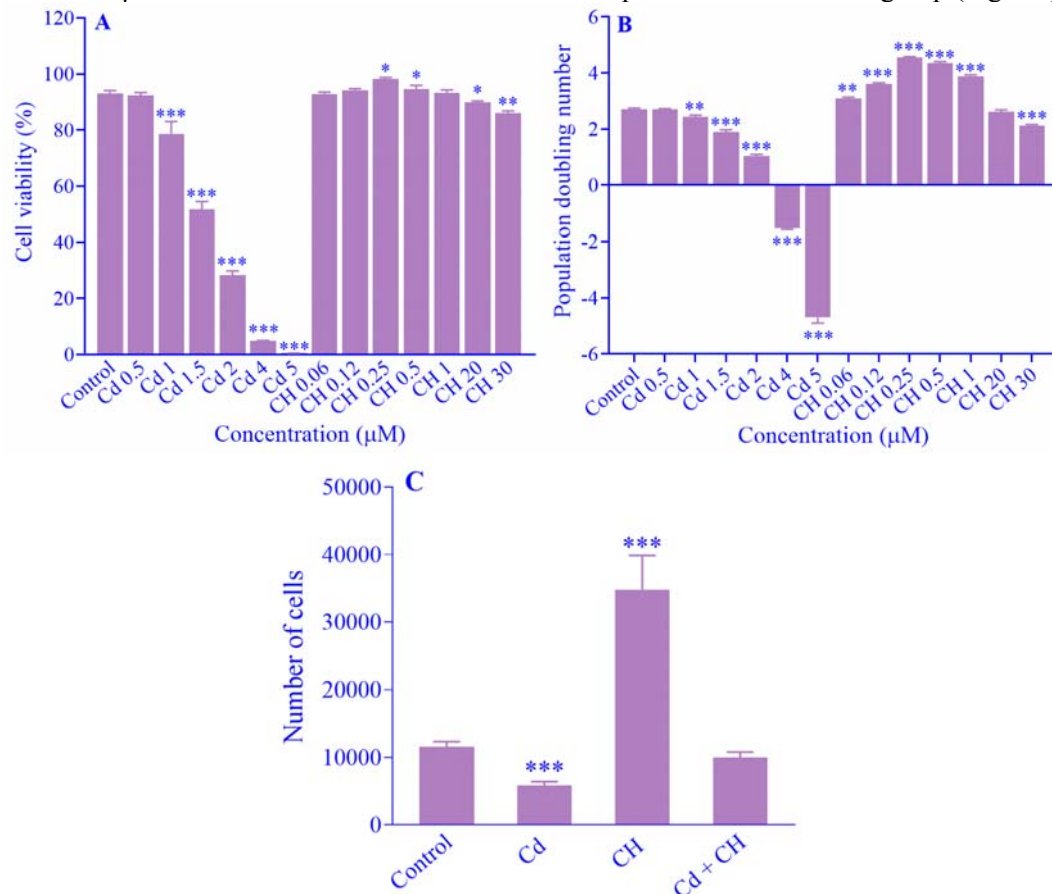 A
120
100
80
60
40
20
0
Cell viability (%)
*** *** *** *** *** * * * **
Control Cd 0.5 Cd 1 Cd 1.5 Cd 2 Cd 4 Cd 5 CH 0.06 CH 0.12 CH 0.25 CH 0.5 CH 1 CH 20 CH 30
Concentration (μM)
B
6
4
2
0
-2
-4
-6
Population doubling number
** *** *** *** *** ** *** *** *** *** ***
Control Cd 0.5 Cd 1 Cd 1.5 Cd 2 Cd 4 Cd 5 CH 0.06 CH 0.12 CH 0.25 CH 0.5 CH 1 CH 20 CH 30
Concentration (μM)
C
50000
40000
30000
20000
10000
0
Number of cells
*** ***
Control Cd CH Cd + CH